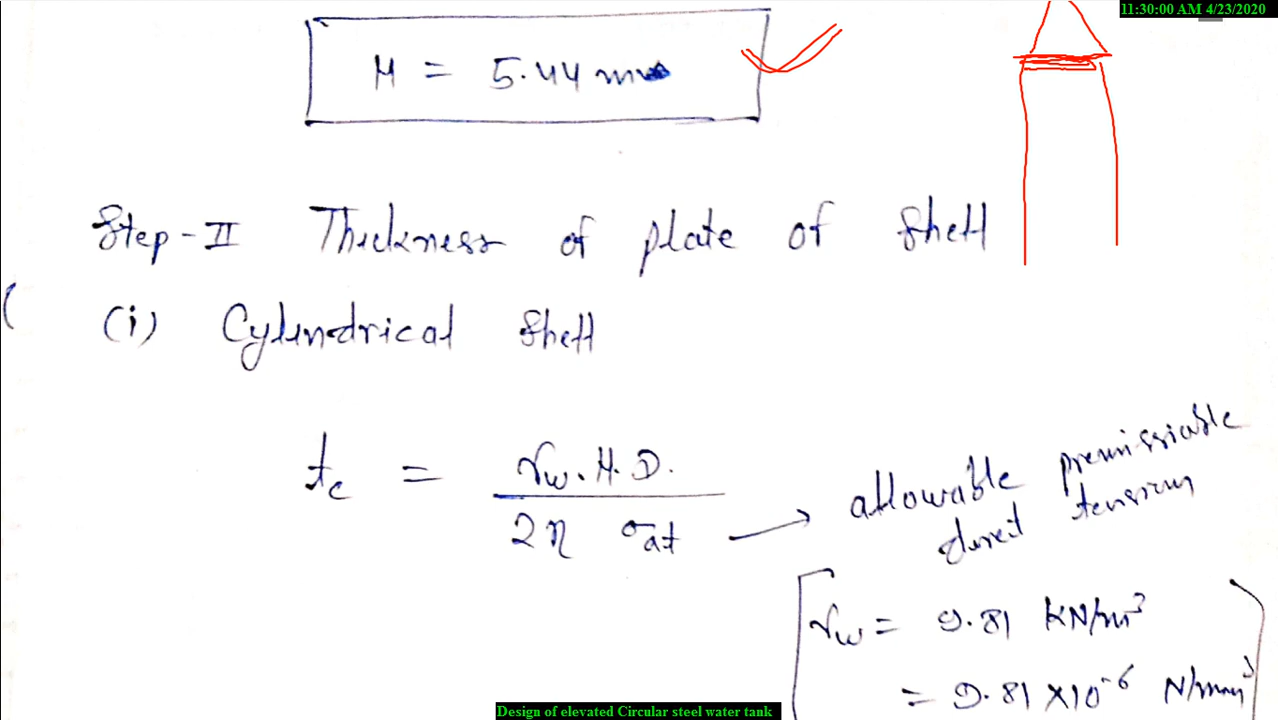 11:30:00 AM 4/23/2020
H = 5.44 m
Step-II Thickness of plate of Shell
(i) Cylindrical Shell
tc = γw.H.D. / 2η σat → allowable premissiable direct tension
γw = 9.81 KN/m³
= 9.81 ×10⁻⁶ N/mm³
Design of elevated Circular steel water tank